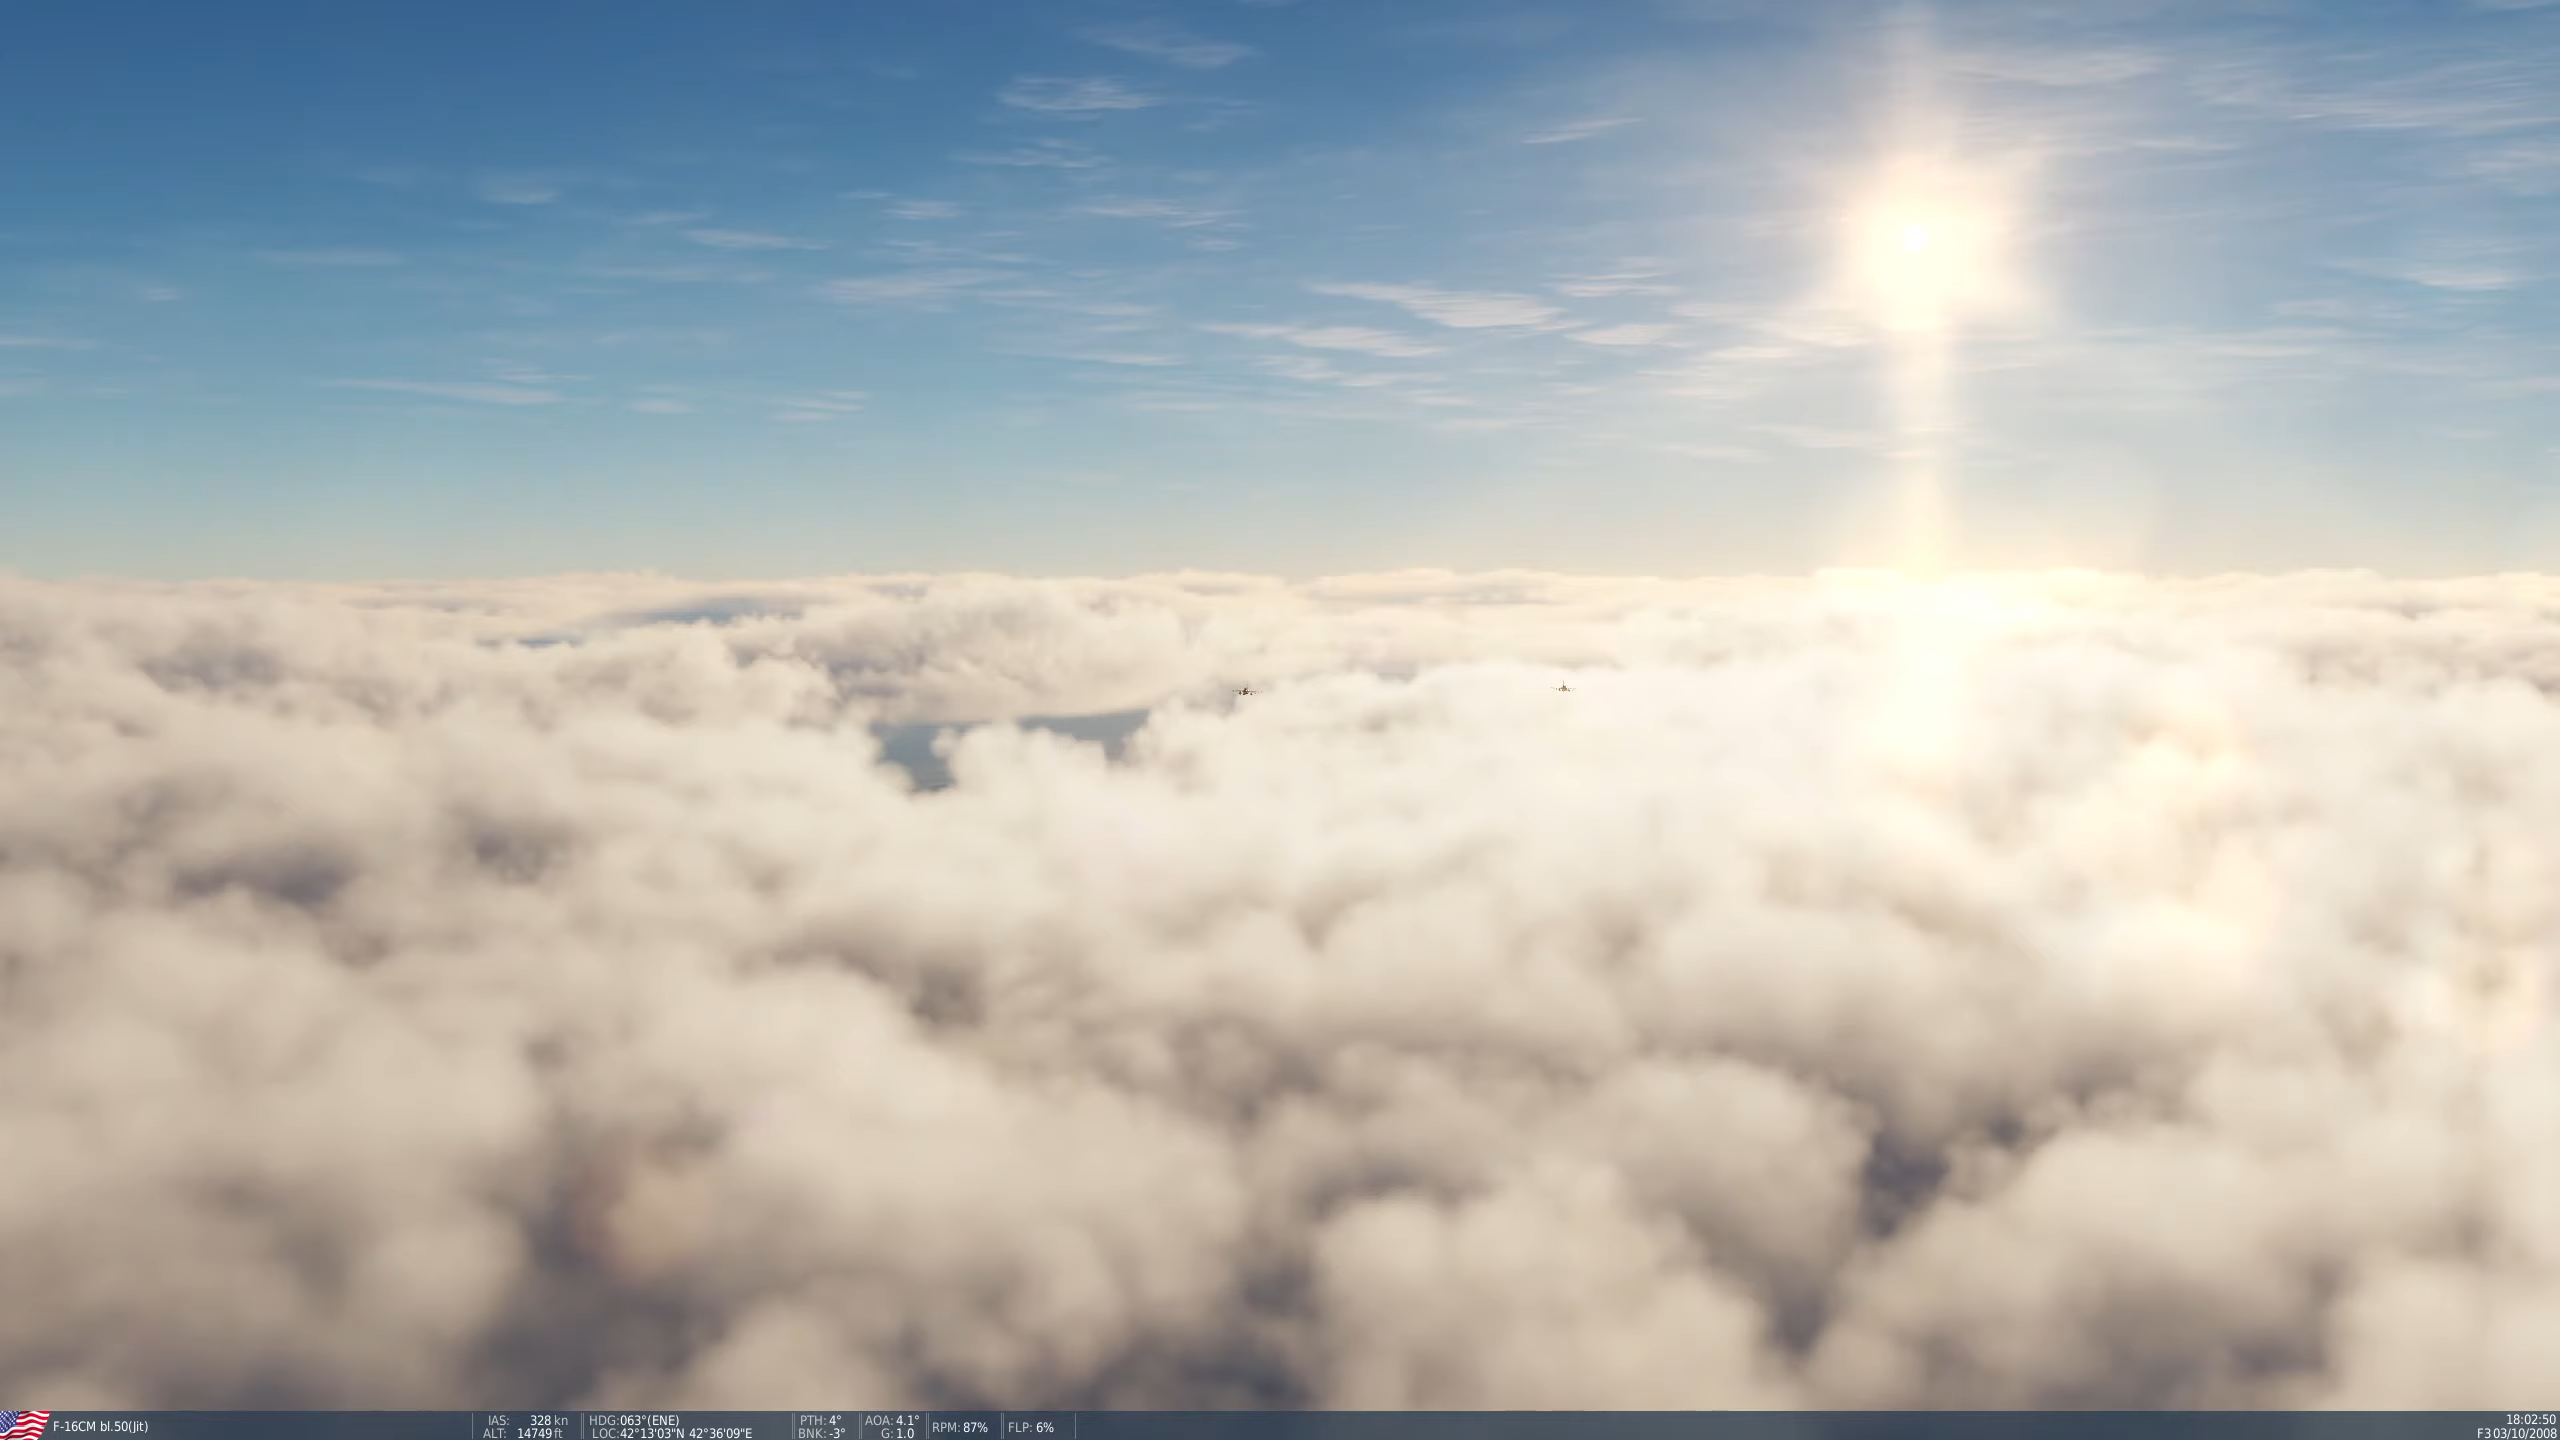 F-16CM bl.50(Jit)
IAS: 328 kn
ALT: 14749 ft
HDG:063°(ENE)
LOC:42°13'03"N 42°36'09"E
PTH: 4°
BNK: -3°
AOA: 4.1°
G: 1.0
RPM: 87%
FLP: 6%
18:02:50
F3 03/10/2008